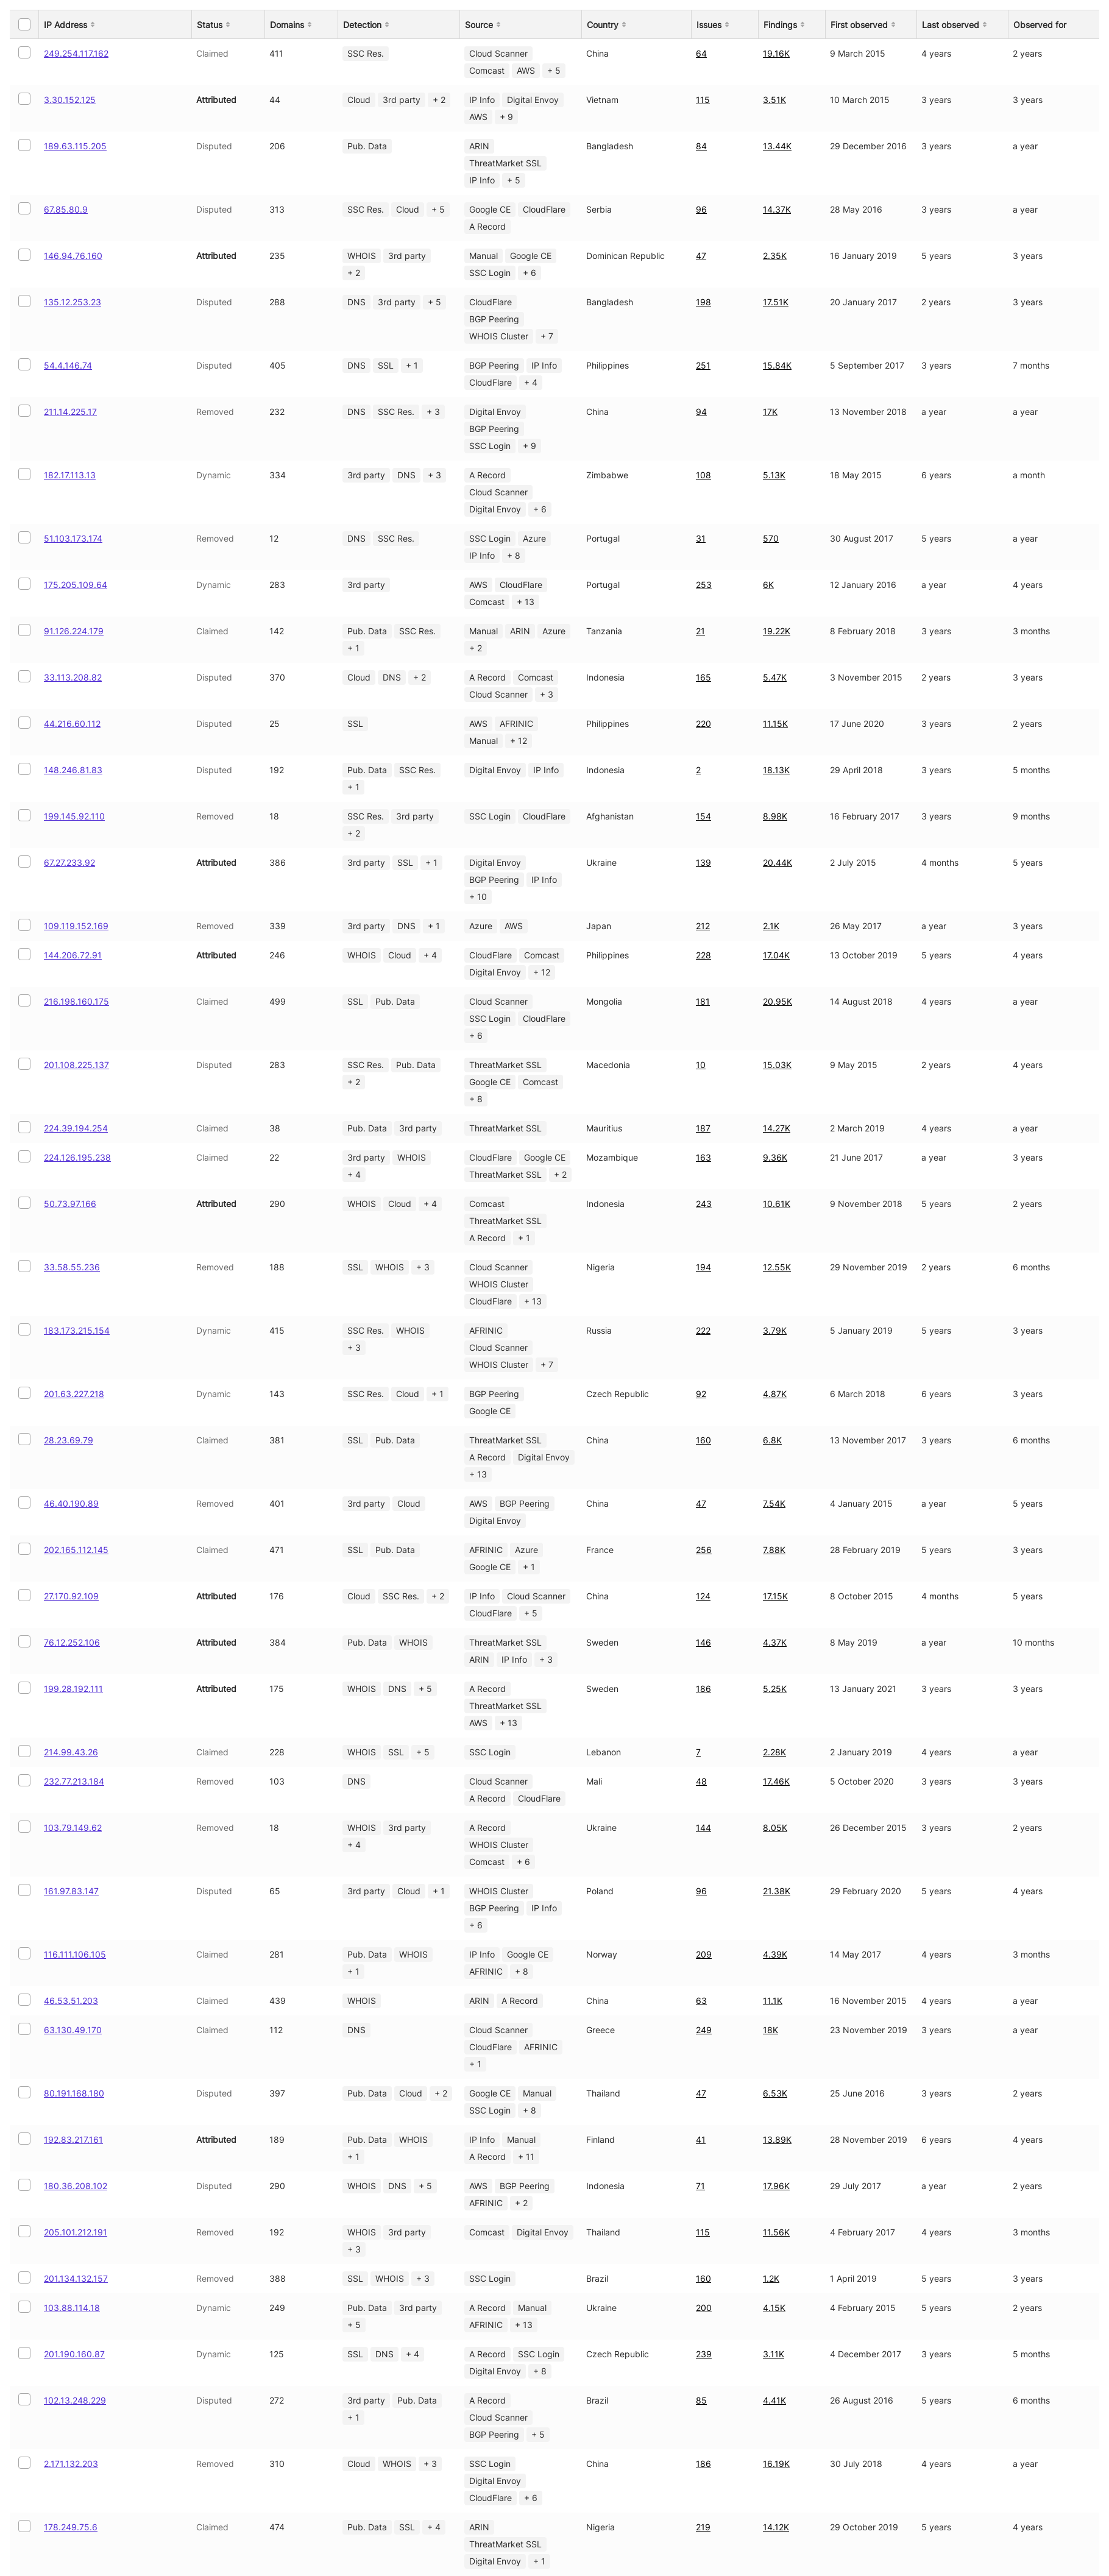 IP Address Status Domains Detection Source Country Issues Findings First observed Last observed Observed for
249.254.117.162 Claimed 411 SSC Res. Cloud Scanner China 64 19.16K 9 March 2015 4 years 2 years
Comcast AWS + 5
3.30.152.125 Attributed 44 Cloud 3rd party + 2 IP Info Digital Envoy Vietnam 115 3.51K 10 March 2015 3 years 3 years
AWS + 9
189.63.115.205 Disputed 206 Pub. Data ARIN Bangladesh 84 13.44K 29 December 2016 3 years a year
ThreatMarket SSL
IP Info + 5
67.85.80.9 Disputed 313 SSC Res. Cloud + 5 Google CE CloudFlare Serbia 96 14.37K 28 May 2016 3 years a year
A Record
146.94.76.160 Attributed 235 WHOIS 3rd party Manual Google CE Dominican Republic 47 2.35K 16 January 2019 5 years 3 years
+ 2 SSC Login + 6
135.12.253.23 Disputed 288 DNS 3rd party + 5 CloudFlare Bangladesh 198 17.51K 20 January 2017 2 years 3 years
BGP Peering
WHOIS Cluster + 7
54.4.146.74 Disputed 405 DNS SSL + 1 BGP Peering IP Info Philippines 251 15.84K 5 September 2017 3 years 7 months
CloudFlare + 4
211.14.225.17 Removed 232 DNS SSC Res. + 3 Digital Envoy China 94 17K 13 November 2018 a year a year
BGP Peering
SSC Login + 9
182.17.113.13 Dynamic 334 3rd party DNS + 3 A Record Zimbabwe 108 5.13K 18 May 2015 6 years a month
Cloud Scanner
Digital Envoy + 6
51.103.173.174 Removed 12 DNS SSC Res. SSC Login Azure Portugal 31 570 30 August 2017 5 years a year
IP Info + 8
175.205.109.64 Dynamic 283 3rd party AWS CloudFlare Portugal 253 6K 12 January 2016 a year 4 years
Comcast + 13
91.126.224.179 Claimed 142 Pub. Data SSC Res. Manual ARIN Azure Tanzania 21 19.22K 8 February 2018 3 years 3 months
+ 1 + 2
33.113.208.82 Disputed 370 Cloud DNS + 2 A Record Comcast Indonesia 165 5.47K 3 November 2015 2 years 3 years
Cloud Scanner + 3
44.216.60.112 Disputed 25 SSL AWS AFRINIC Philippines 220 11.15K 17 June 2020 3 years 2 years
Manual + 12
148.246.81.83 Disputed 192 Pub. Data SSC Res. Digital Envoy IP Info Indonesia 2 18.13K 29 April 2018 3 years 5 months
+ 1
199.145.92.110 Removed 18 SSC Res. 3rd party SSC Login CloudFlare Afghanistan 154 8.98K 16 February 2017 3 years 9 months
+ 2
67.27.233.92 Attributed 386 3rd party SSL + 1 Digital Envoy Ukraine 139 20.44K 2 July 2015 4 months 5 years
BGP Peering IP Info
+ 10
109.119.152.169 Removed 339 3rd party DNS + 1 Azure AWS Japan 212 2.1K 26 May 2017 a year 3 years
144.206.72.91 Attributed 246 WHOIS Cloud + 4 CloudFlare Comcast Philippines 228 17.04K 13 October 2019 5 years 4 years
Digital Envoy + 12
216.198.160.175 Claimed 499 SSL Pub. Data Cloud Scanner Mongolia 181 20.95K 14 August 2018 4 years a year
SSC Login CloudFlare
+ 6
201.108.225.137 Disputed 283 SSC Res. Pub. Data ThreatMarket SSL Macedonia 10 15.03K 9 May 2015 2 years 4 years
+ 2 Google CE Comcast
+ 8
224.39.194.254 Claimed 38 Pub. Data 3rd party ThreatMarket SSL Mauritius 187 14.27K 2 March 2019 4 years a year
224.126.195.238 Claimed 22 3rd party WHOIS CloudFlare Google CE Mozambique 163 9.36K 21 June 2017 a year 3 years
+ 4 ThreatMarket SSL + 2
50.73.97.166 Attributed 290 WHOIS Cloud + 4 Comcast Indonesia 243 10.61K 9 November 2018 5 years 2 years
ThreatMarket SSL
A Record + 1
33.58.55.236 Removed 188 SSL WHOIS + 3 Cloud Scanner Nigeria 194 12.55K 29 November 2019 2 years 6 months
WHOIS Cluster
CloudFlare + 13
183.173.215.154 Dynamic 415 SSC Res. WHOIS AFRINIC Russia 222 3.79K 5 January 2019 5 years 3 years
+ 3 Cloud Scanner
WHOIS Cluster + 7
201.63.227.218 Dynamic 143 SSC Res. Cloud + 1 BGP Peering Czech Republic 92 4.87K 6 March 2018 6 years 3 years
Google CE
28.23.69.79 Claimed 381 SSL Pub. Data ThreatMarket SSL China 160 6.8K 13 November 2017 3 years 6 months
A Record Digital Envoy
+ 13
46.40.190.89 Removed 401 3rd party Cloud AWS BGP Peering China 47 7.54K 4 January 2015 a year 5 years
Digital Envoy
202.165.112.145 Claimed 471 SSL Pub. Data AFRINIC Azure France 256 7.88K 28 February 2019 5 years 3 years
Google CE + 1
27.170.92.109 Attributed 176 Cloud SSC Res. + 2 IP Info Cloud Scanner China 124 17.15K 8 October 2015 4 months 5 years
CloudFlare + 5
76.12.252.106 Attributed 384 Pub. Data WHOIS ThreatMarket SSL Sweden 146 4.37K 8 May 2019 a year 10 months
ARIN IP Info + 3
199.28.192.111 Attributed 175 WHOIS DNS + 5 A Record Sweden 186 5.25K 13 January 2021 3 years 3 years
ThreatMarket SSL
AWS + 13
214.99.43.26 Claimed 228 WHOIS SSL + 5 SSC Login Lebanon 7 2.28K 2 January 2019 4 years a year
232.77.213.184 Removed 103 DNS Cloud Scanner Mali 48 17.46K 5 October 2020 3 years 3 years
A Record CloudFlare
103.79.149.62 Removed 18 WHOIS 3rd party A Record Ukraine 144 8.05K 26 December 2015 3 years 2 years
+ 4 WHOIS Cluster
Comcast + 6
161.97.83.147 Disputed 65 3rd party Cloud + 1 WHOIS Cluster Poland 96 21.38K 29 February 2020 5 years 4 years
BGP Peering IP Info
+ 6
116.111.106.105 Claimed 281 Pub. Data WHOIS IP Info Google CE Norway 209 4.39K 14 May 2017 4 years 3 months
+ 1 AFRINIC + 8
46.53.51.203 Claimed 439 WHOIS ARIN A Record China 63 11.1K 16 November 2015 4 years a year
63.130.49.170 Claimed 112 DNS Cloud Scanner Greece 249 18K 23 November 2019 3 years a year
CloudFlare AFRINIC
+ 1
80.191.168.180 Disputed 397 Pub. Data Cloud + 2 Google CE Manual Thailand 47 6.53K 25 June 2016 3 years 2 years
SSC Login + 8
192.83.217.161 Attributed 189 Pub. Data WHOIS IP Info Manual Finland 41 13.89K 28 November 2019 6 years 4 years
+ 1 A Record + 11
180.36.208.102 Disputed 290 WHOIS DNS + 5 AWS BGP Peering Indonesia 71 17.96K 29 July 2017 a year 2 years
AFRINIC + 2
205.101.212.191 Removed 192 WHOIS 3rd party Comcast Digital Envoy Thailand 115 11.56K 4 February 2017 4 years 3 months
+ 3
201.134.132.157 Removed 388 SSL WHOIS + 3 SSC Login Brazil 160 1.2K 1 April 2019 5 years 3 years
103.88.114.18 Dynamic 249 Pub. Data 3rd party A Record Manual Ukraine 200 4.15K 4 February 2015 5 years 2 years
+ 5 AFRINIC + 13
201.190.160.87 Dynamic 125 SSL DNS + 4 A Record SSC Login Czech Republic 239 3.11K 4 December 2017 3 years 5 months
Digital Envoy + 8
102.13.248.229 Disputed 272 3rd party Pub. Data A Record Brazil 85 4.41K 26 August 2016 5 years 6 months
+ 1 Cloud Scanner
BGP Peering + 5
2.171.132.203 Removed 310 Cloud WHOIS + 3 SSC Login China 186 16.19K 30 July 2018 4 years a year
Digital Envoy
CloudFlare + 6
178.249.75.6 Claimed 474 Pub. Data SSL + 4 ARIN Nigeria 219 14.12K 29 October 2019 5 years 4 years
ThreatMarket SSL
Digital Envoy + 1